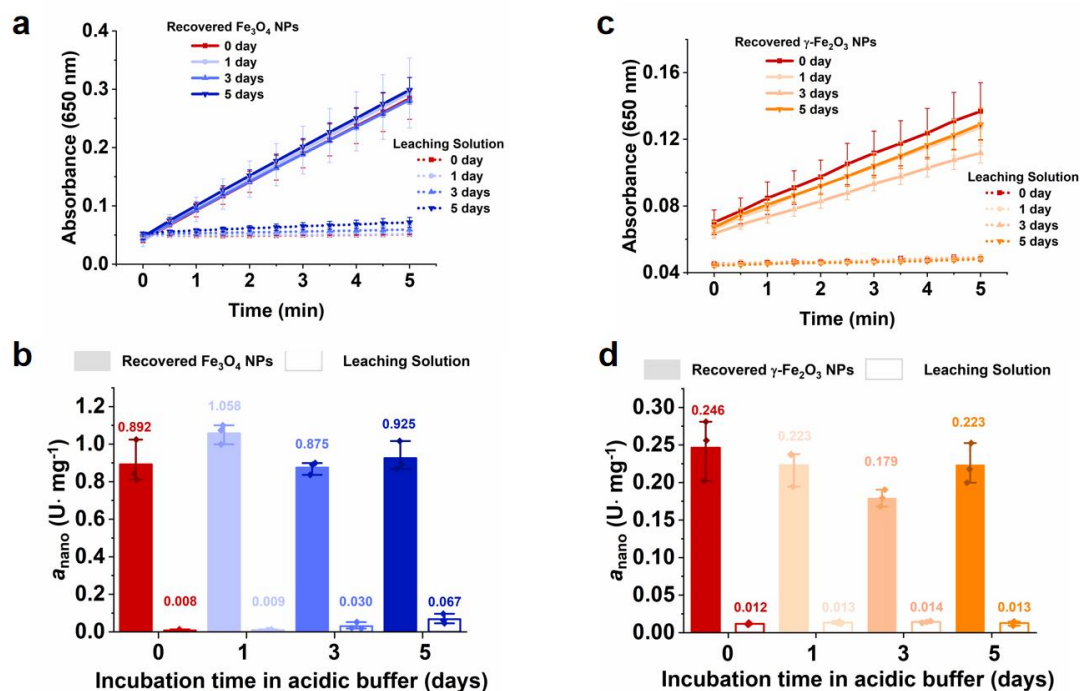 a
Recovered Fe₃O₄ NPs
0 day
1 day
3 days
5 days
Leaching Solution
0 day
1 day
3 days
5 days
Absorbance (650 nm)
0.4
0.3
0.2
0.1
0.0
0 1 2 3 4 5
Time (min)
c
Recovered γ-Fe₂O₃ NPs
0 day
1 day
3 days
5 days
Leaching Solution
0 day
1 day
3 days
5 days
Absorbance (650 nm)
0.16
0.12
0.08
0.04
0 1 2 3 4 5
Time (min)
b
Recovered Fe₃O₄ NPs Leaching Solution
aₙₐₙₒ (U· mg⁻¹)
1.2
1.0
0.8
0.6
0.4
0.2
0.0
0.892
0.008
1.058
0.009
0.875
0.030
0.925
0.067
0 1 3 5
Incubation time in acidic buffer (days)
d
Recovered γ-Fe₂O₃ NPs Leaching Solution
aₙₐₙₒ (U· mg⁻¹)
0.30
0.25
0.20
0.15
0.10
0.05
0.00
0.246
0.012
0.223
0.013
0.179
0.014
0.223
0.013
0 1 3 5
Incubation time in acidic buffer (days)